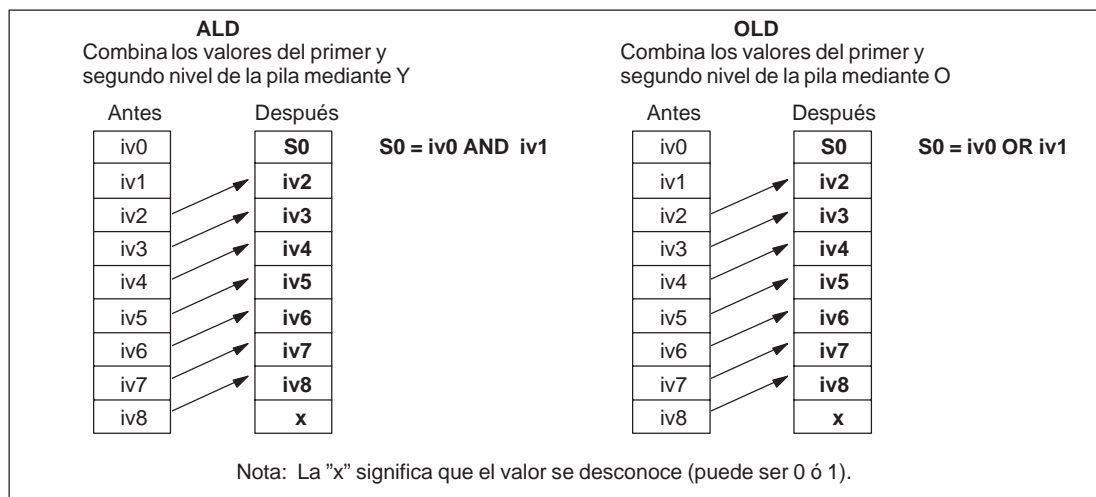 ALD
Combina los valores del primer y
segundo nivel de la pila mediante Y
Antes Después
iv0 S0 S0 = iv0 AND iv1
iv1 iv2
iv2 iv3
iv3 iv4
iv4 iv5
iv5 iv6
iv6 iv7
iv7 iv8
iv8 x
OLD
Combina los valores del primer y
segundo nivel de la pila mediante O
Antes Después
iv0 S0 S0 = iv0 OR iv1
iv1 iv2
iv2 iv3
iv3 iv4
iv4 iv5
iv5 iv6
iv6 iv7
iv7 iv8
iv8 x
Nota: La ”x” significa que el valor se desconoce (puede ser 0 ó 1).